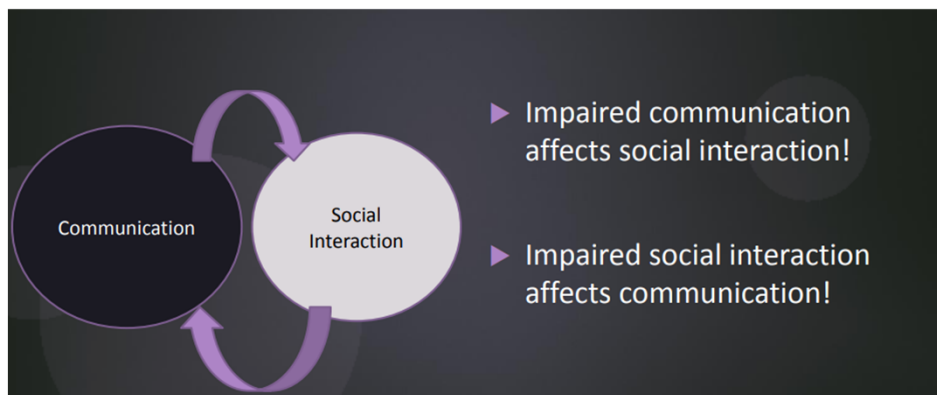 Communication
Social
Interaction
Impaired communication
affects social interaction!
Impaired social interaction
affects communication!